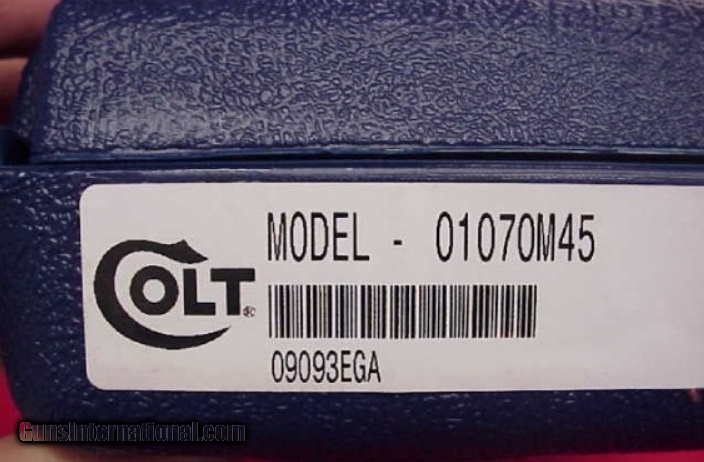 MODEL - 01070M45
COLT®
09093EGA
GunsInternational.com